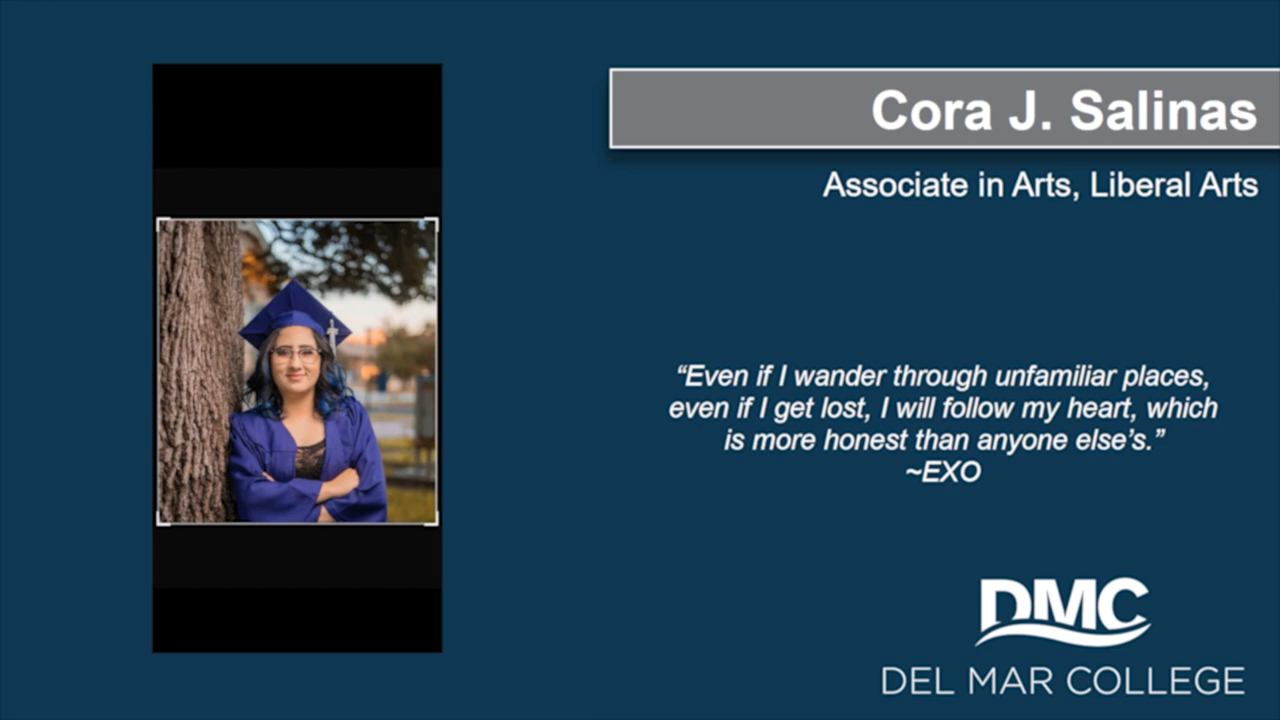 Cora J. Salinas
Associate in Arts, Liberal Arts
“Even if I wander through unfamiliar places,
even if I get lost, I will follow my heart, which
is more honest than anyone else’s.”
~EXO
DMC
DEL MAR COLLEGE